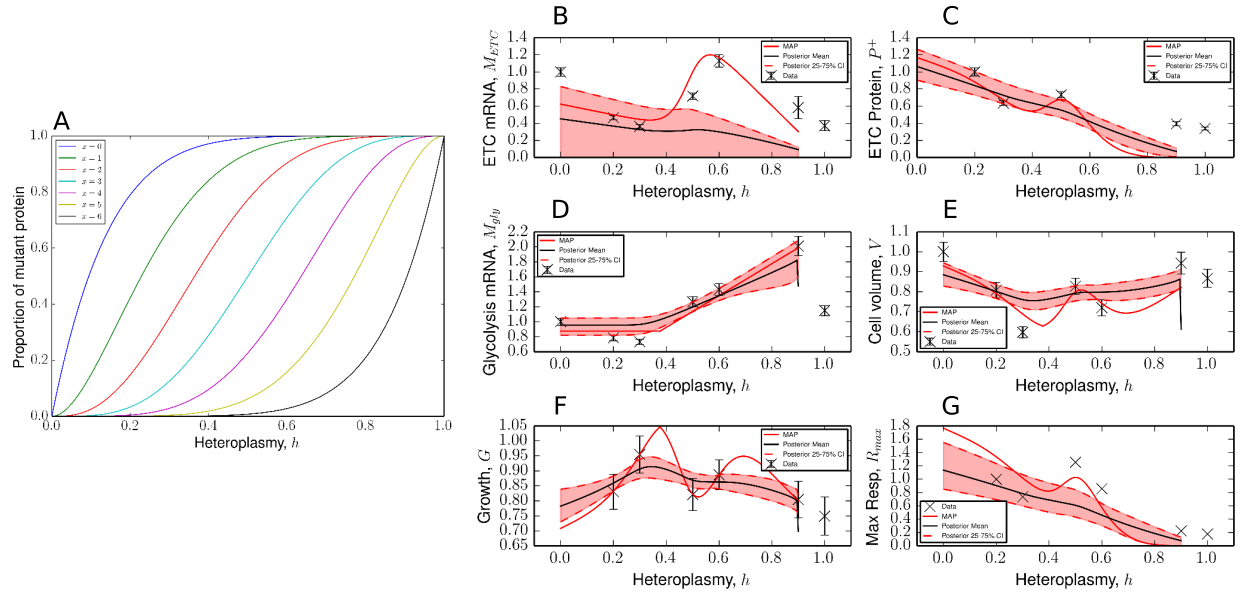 A
1.0
0.8
0.6
0.4
0.2
0.0
Proportion of mutant protein
x = 0
x = 1
x = 2
x = 3
x = 4
x = 5
x = 6
0.0 0.2 0.4 0.6 0.8 1.0
Heteroplasmy, h
B
1.4
1.2
1.0
0.8
0.6
0.4
0.2
0.0
ETC mRNA, M_ETC
MAP
Posterior Mean
Posterior 25-75% CI
Data
0.0 0.2 0.4 0.6 0.8 1.0
Heteroplasmy, h
C
1.4
1.2
1.0
0.8
0.6
0.4
0.2
0.0
ETC Protein, P⁺
MAP
Posterior Mean
Posterior 25-75% CI
Data
0.0 0.2 0.4 0.6 0.8 1.0
Heteroplasmy, h
D
2.2
2.0
1.8
1.6
1.4
1.2
1.0
0.8
0.6
Glycolysis mRNA, M_gly
MAP
Posterior Mean
Posterior 25-75% CI
Data
0.0 0.2 0.4 0.6 0.8 1.0
Heteroplasmy, h
E
1.1
1.0
0.9
0.8
0.7
0.6
0.5
Cell volume, V
MAP
Posterior Mean
Posterior 25-75% CI
Data
0.0 0.2 0.4 0.6 0.8 1.0
Heteroplasmy, h
F
1.05
1.00
0.95
0.90
0.85
0.80
0.75
0.70
0.65
Growth, G
MAP
Posterior Mean
Posterior 25-75% CI
Data
0.0 0.2 0.4 0.6 0.8 1.0
Heteroplasmy, h
G
1.8
1.6
1.4
1.2
1.0
0.8
0.6
0.4
0.2
0.0
Max Resp, R_max
Data
MAP
Posterior Mean
Posterior 25-75% CI
0.0 0.2 0.4 0.6 0.8 1.0
Heteroplasmy, h